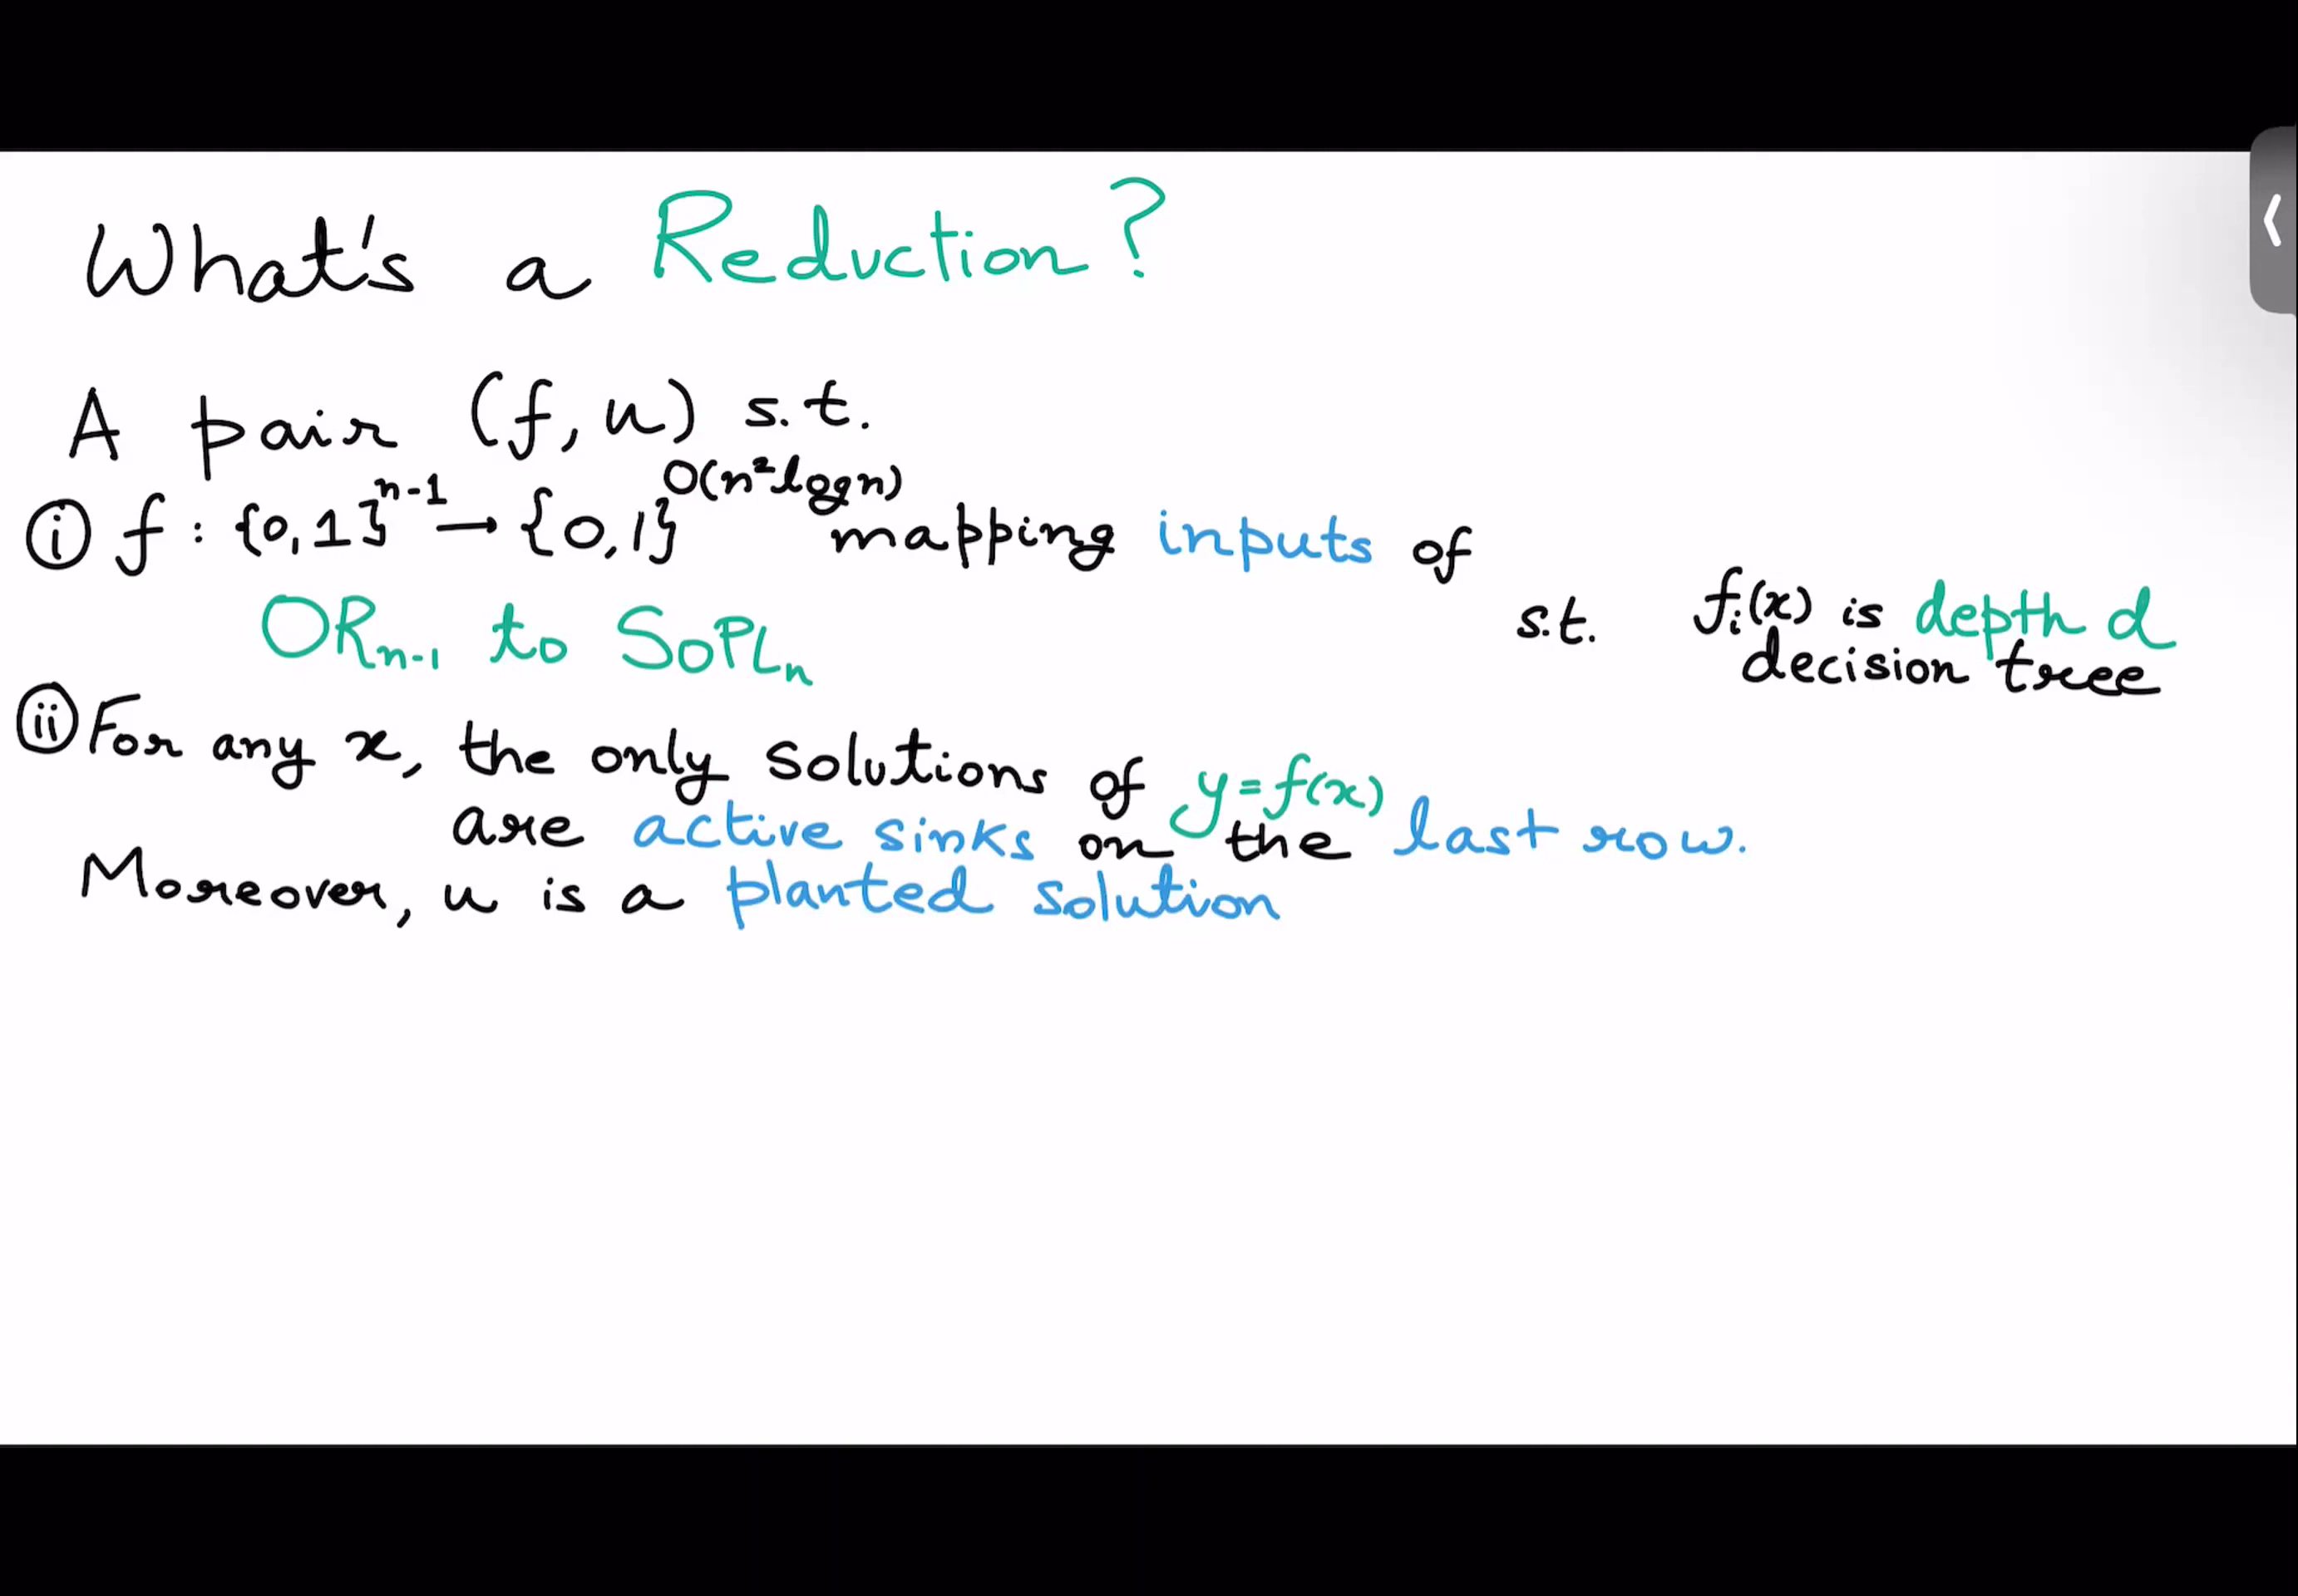 What's a Reduction?
A pair (f, u) s.t.
(i) f : {0,1}^{n-1} → {0,1}^{O(n² log n)} mapping inputs of
OR_{n-1} to SOPL_n s.t. f_i(x) is depth d
decision tree
(ii) For any x, the only solutions of y = f(x)
are active sinks on the last row.
Moreover, u is a planted solution